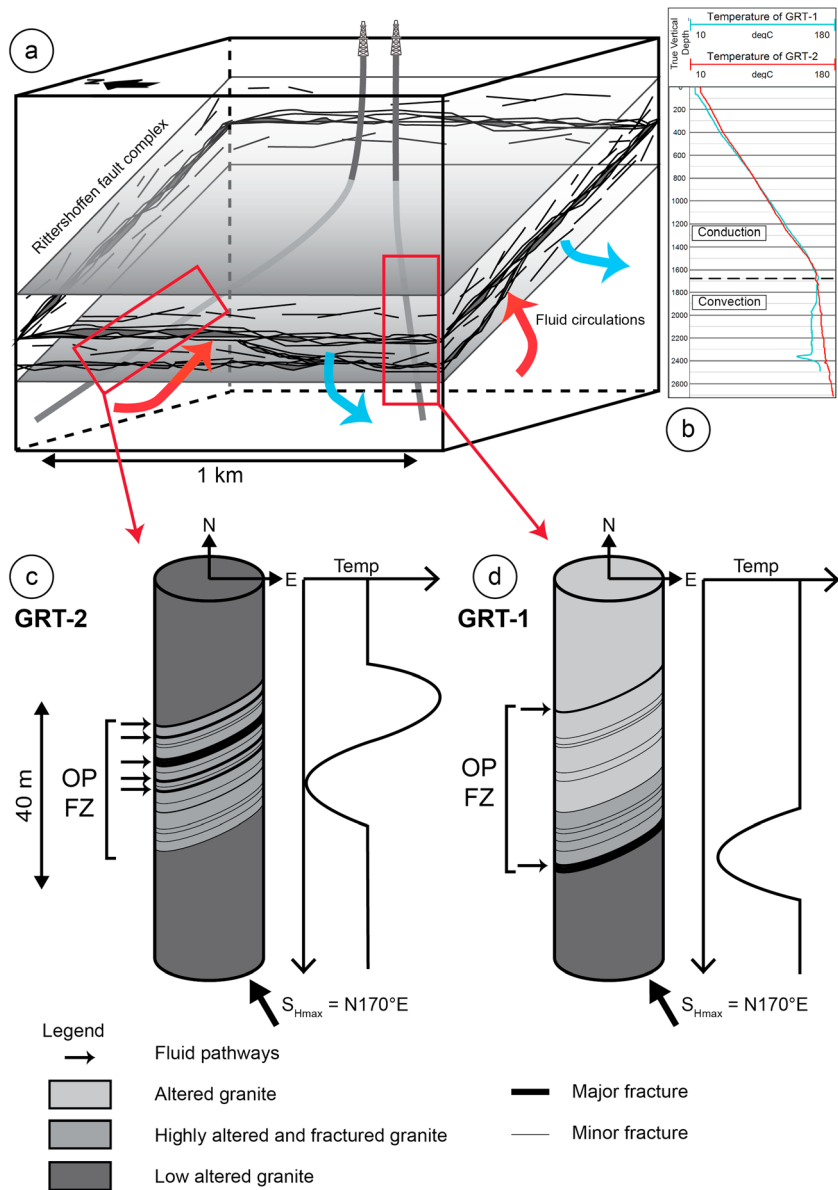 a
N
Rittershoffen fault complex
Fluid circulations
1 km
True Vertical
Depth
Temperature of GRT-1
10 degC 180
Temperature of GRT-2
10 degC 180
0
200
400
600
800
1000
1200
Conduction
1400
1600
1800
Convection
2000
2200
2400
2600
b
c
GRT-2
N
E
Temp
40 m
OP
FZ
SHmax = N170°E
d
GRT-1
N
E
Temp
OP
FZ
SHmax = N170°E
Legend
Fluid pathways
Altered granite
Highly altered and fractured granite
Low altered granite
Major fracture
Minor fracture